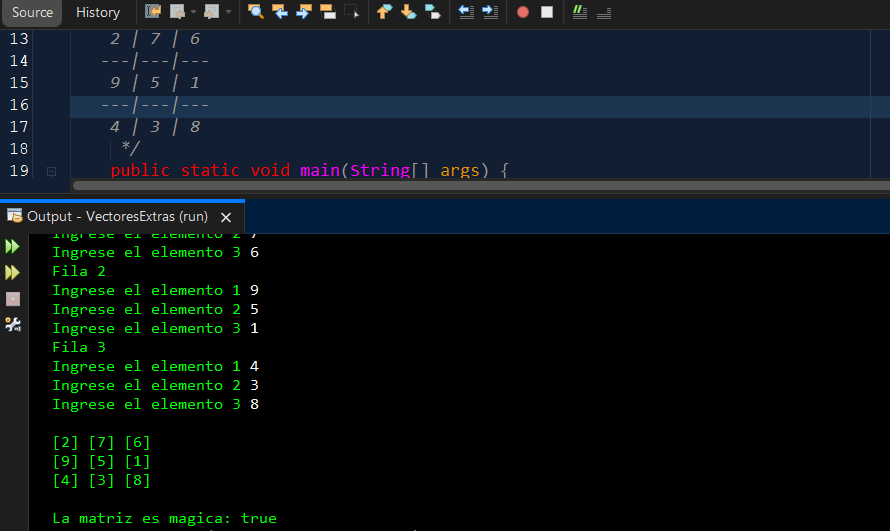 Source History
13 2 | 7 | 6
14 ---|---|---
15 9 | 5 | 1
16 ---|---|---
17 4 | 3 | 8
18 */
19 public static void main(String[] args) {
Output - VectoresExtras (run) ×
Ingrese el elemento 2 7
Ingrese el elemento 3 6
Fila 2
Ingrese el elemento 1 9
Ingrese el elemento 2 5
Ingrese el elemento 3 1
Fila 3
Ingrese el elemento 1 4
Ingrese el elemento 2 3
Ingrese el elemento 3 8
[2] [7] [6]
[9] [5] [1]
[4] [3] [8]
La matriz es magica: true